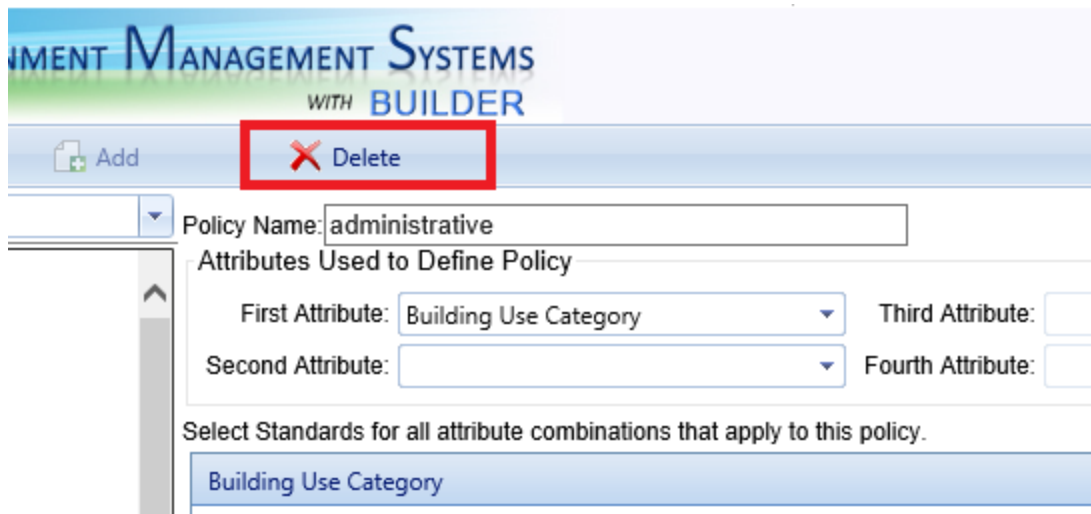 NMENT MANAGEMENT SYSTEMS
WITH BUILDER
Add Delete
Policy Name: administrative
Attributes Used to Define Policy
First Attribute: Building Use Category Third Attribute:
Second Attribute: Fourth Attribute:
Select Standards for all attribute combinations that apply to this policy.
Building Use Category